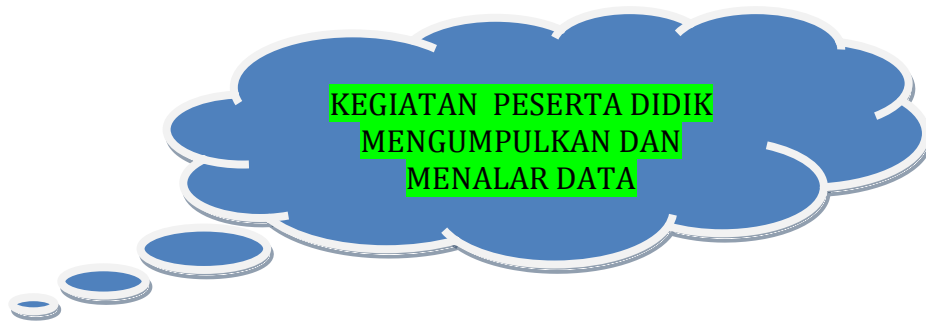 KEGIATAN PESERTA DIDIK
MENGUMPULKAN DAN
MENALAR DATA